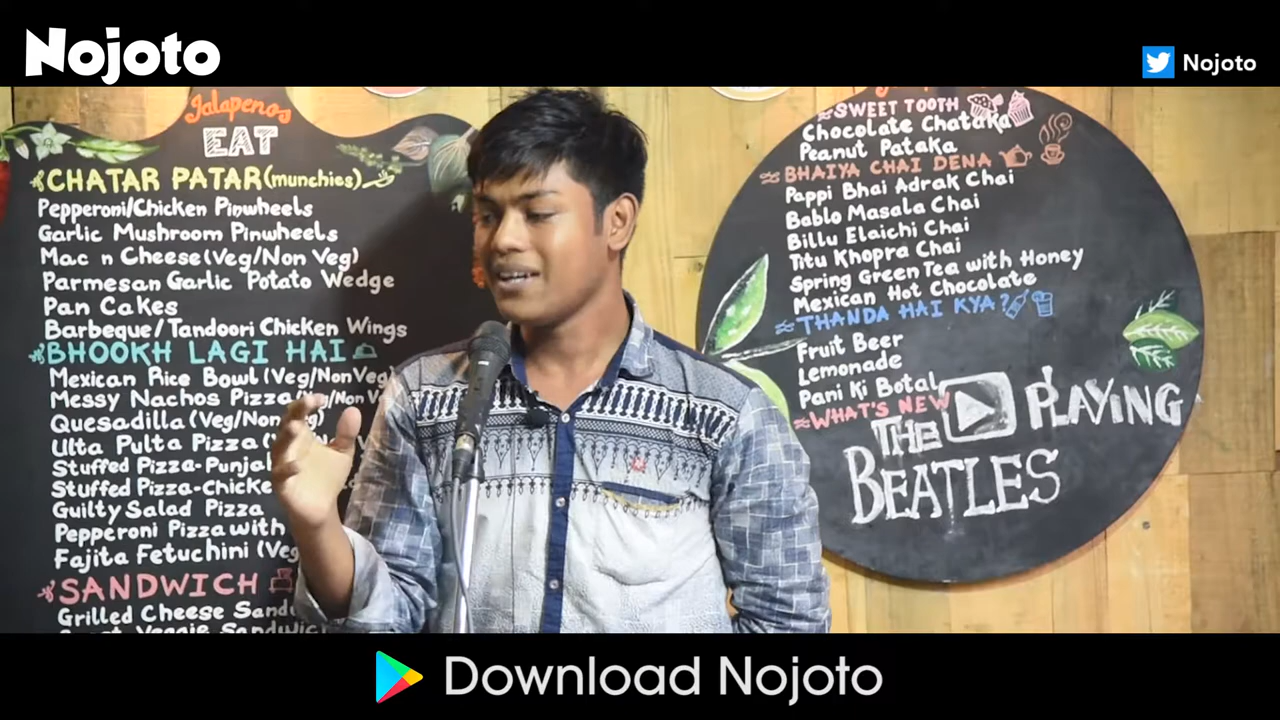 Nojoto
Nojoto
Jalapenos
EAT
CHATAR PATAR (munchies)
Pepperoni/Chicken Pinwheels
Garlic Mushroom Pinwheels
Mac n Cheese (Veg/Non Veg)
Parmesan Garlic Potato Wedge
Pan Cakes
Barbeque/Tandoori Chicken Wings
BHOOKH LAGI HAI
Mexican Rice Bowl (Veg/Non Veg)
Messy Nachos Pizza
Quesadilla (Veg/Non
Ulta Pulta Pizza
Stuffed Pizza-
Stuffed Pizza-
Guilty Salad Pizza
Pepperoni Pizza with
Fajita Fetuchini
SANDWICH
Grilled Cheese
Veggie
SWEET TOOTH
Chocolate Chataka
Peanut Pataka
BHAIYA CHAI DENA
Pappi Bhai Adrak Chai
Bablo Masala Chai
Billu Elaichi Chai
Titu Khopra Chai
Spring Green Tea with Honey
Mexican Hot Chocolate
THANDA HAI KYA?
Fruit Beer
Lemonade
Pani Ki Botal
WHAT'S NEW
PLAYING
THE
BEATLES
Download Nojoto